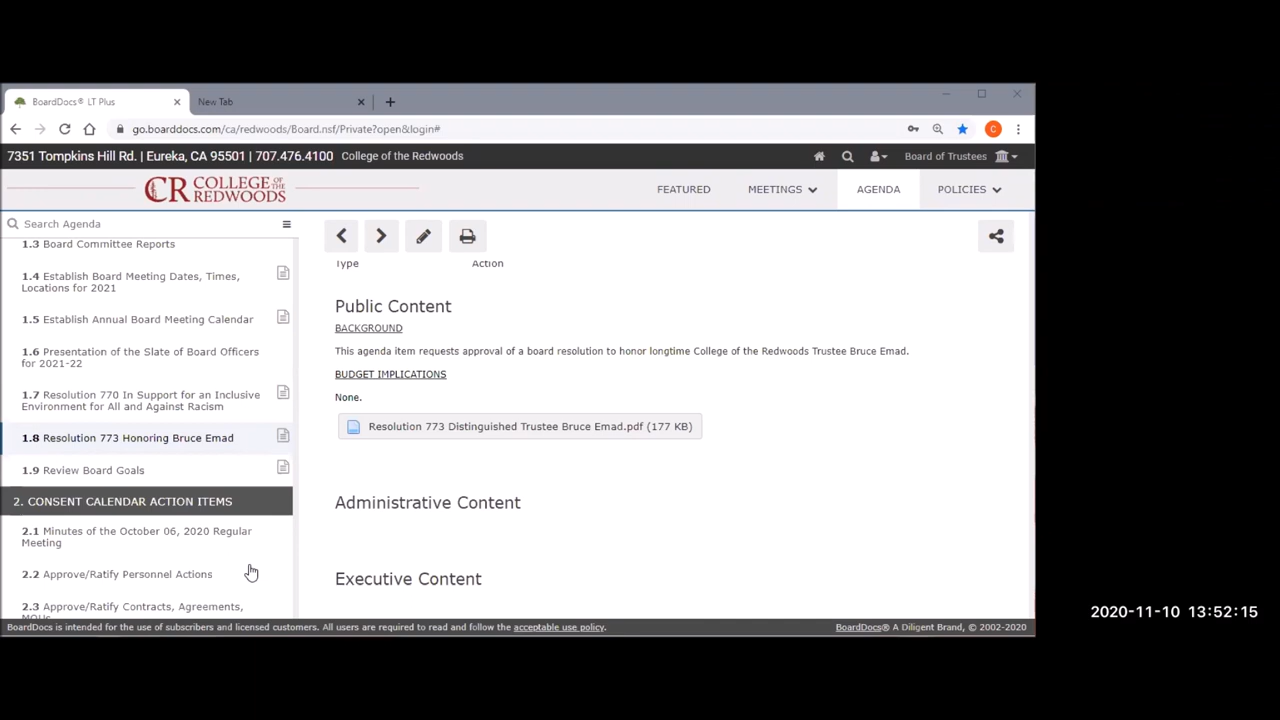 BoardDocs® LT Plus
New Tab
go.boarddocs.com/ca/redwoods/Board.nsf/Private?open&login#
C
7351 Tompkins Hill Rd. | Eureka, CA 95501 | 707.476.4100 College of the Redwoods
Board of Trustees
CR COLLEGE OF THE REDWOODS
FEATURED
MEETINGS
AGENDA
POLICIES
Search Agenda
1.3 Board Committee Reports
1.4 Establish Board Meeting Dates, Times,
Locations for 2021
1.5 Establish Annual Board Meeting Calendar
1.6 Presentation of the Slate of Board Officers
for 2021-22
1.7 Resolution 770 In Support for an Inclusive
Environment for All and Against Racism
1.8 Resolution 773 Honoring Bruce Emad
1.9 Review Board Goals
2. CONSENT CALENDAR ACTION ITEMS
2.1 Minutes of the October 06, 2020 Regular
Meeting
2.2 Approve/Ratify Personnel Actions
2.3 Approve/Ratify Contracts, Agreements,
MOUs
Type Action
Public Content
BACKGROUND
This agenda item requests approval of a board resolution to honor longtime College of the Redwoods Trustee Bruce Emad.
BUDGET IMPLICATIONS
None.
Resolution 773 Distinguished Trustee Bruce Emad.pdf (177 KB)
Administrative Content
Executive Content
BoardDocs is intended for the use of subscribers and licensed customers. All users are required to read and follow the acceptable use policy.
BoardDocs® A Diligent Brand, © 2002-2020
2020-11-10 13:52:15